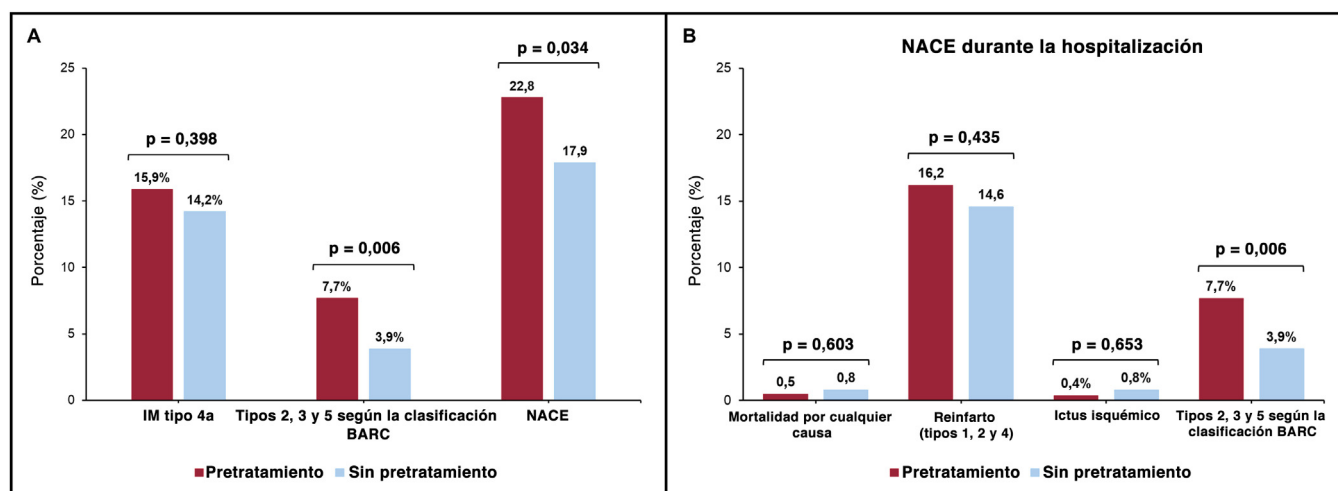 A
p = 0,034
25
22,8
20
p = 0,398
17,9
15,9%
14,2%
15
Porcentaje (%)
p = 0,006
10
7,7%
5
3,9%
0
IM tipo 4a
Tipos 2, 3 y 5 según la clasificación
BARC
NACE
Pretratamiento
Sin pretratamiento
B
NACE durante la hospitalización
25
20
p = 0,435
16,2
14,6
15
Porcentaje (%)
10
p = 0,006
7,7%
5
p = 0,603
p = 0,653
3,9%
0,5
0,8
0,4%
0,8%
0
Mortalidad por cualquier
causa
Reinfarto
(tipos 1, 2 y 4)
Ictus isquémico
Tipos 2, 3 y 5 según la
clasificación BARC
Pretratamiento
Sin pretratamiento